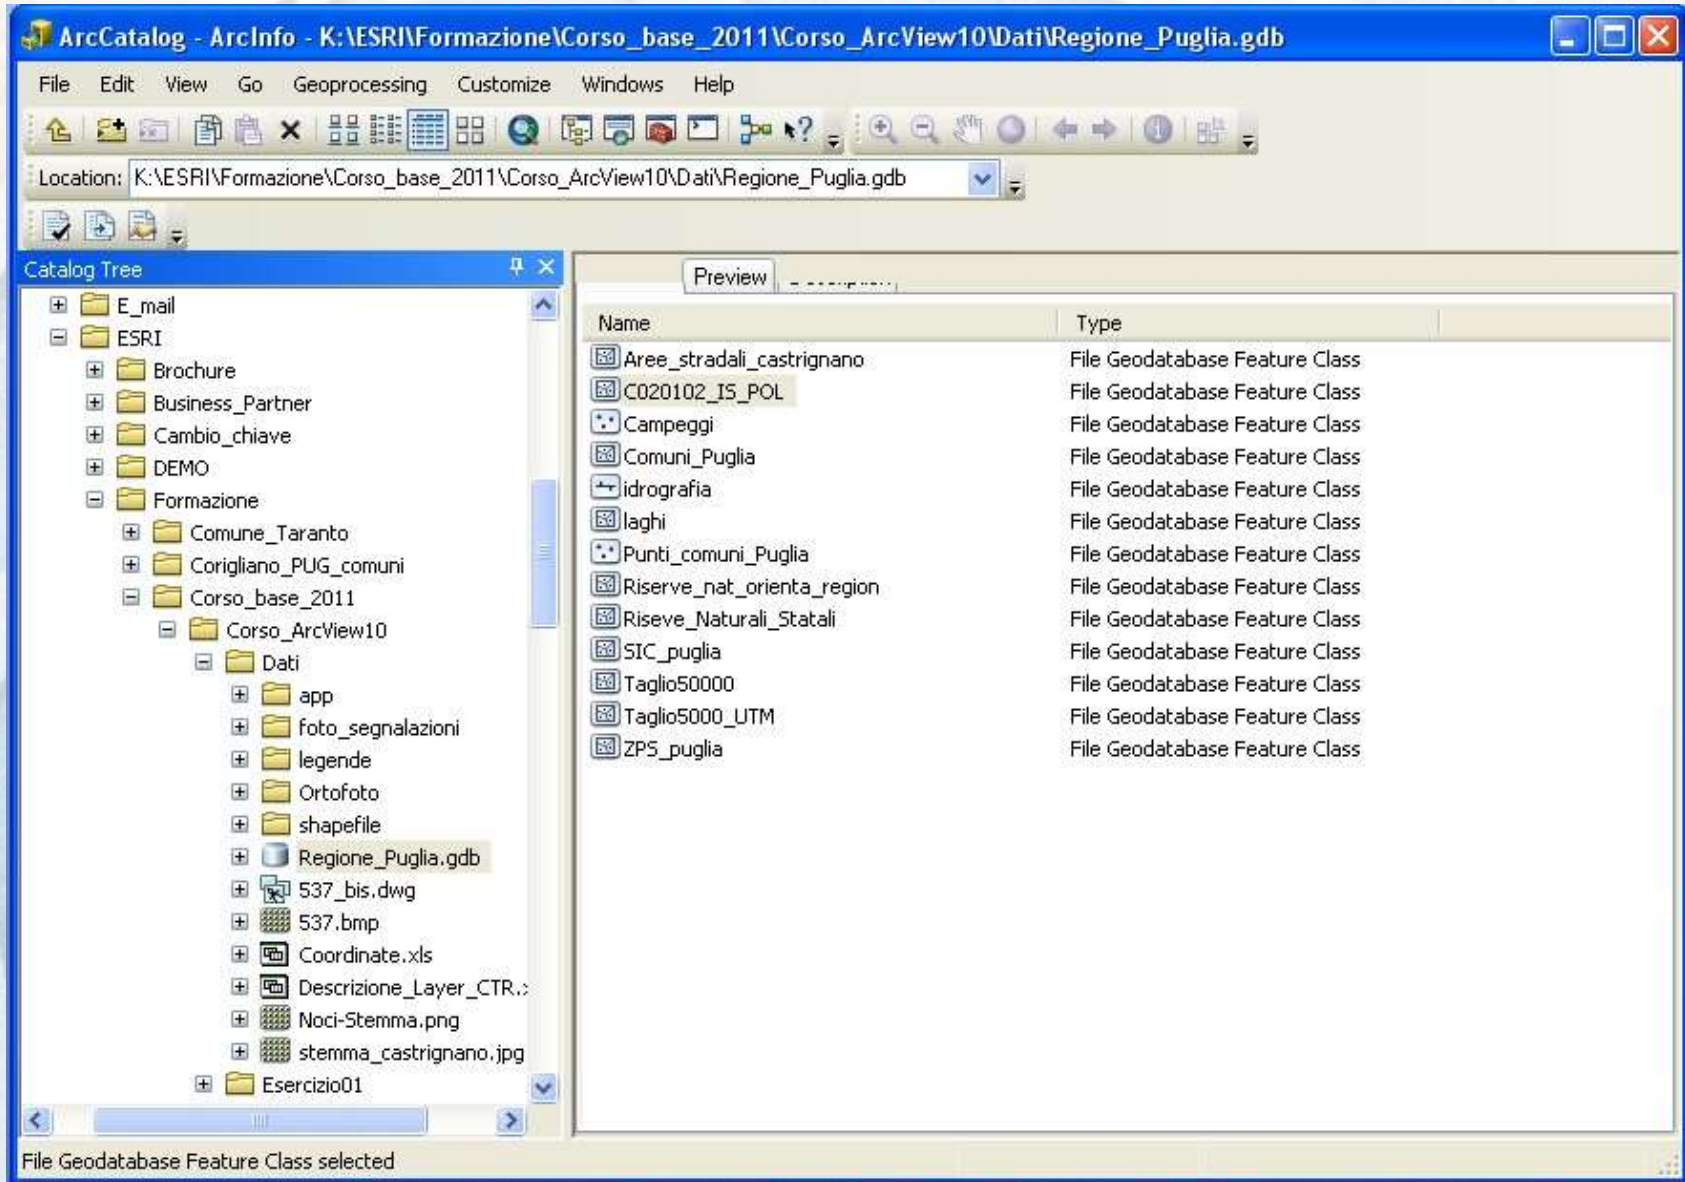 ArcCatalog - ArcInfo - K:\ESRI\Formazione\Corso_base_2011\Corso_ArcView10\Dati\Regione_Puglia.gdb
File Edit View Go Geoprocessing Customize Windows Help
Location: K:\ESRI\Formazione\Corso_base_2011\Corso_ArcView10\Dati\Regione_Puglia.gdb
Catalog Tree
E_mail
ESRI
Brochure
Business_Partner
Cambio_chiave
DEMO
Formazione
Comune_Taranto
Corigliano_PUG_comuni
Corso_base_2011
Corso_ArcView10
Dati
app
foto_segnalazioni
legende
Ortofoto
shapefile
Regione_Puglia.gdb
537_bis.dwg
537.bmp
Coordinate.xls
Descrizione_Layer_CTR.
Noci-Stemma.png
stemma_castrignano.jpg
Esercizio01
Preview
Name Type
Aree_stradali_castrignano File Geodatabase Feature Class
C020102_IS_POL File Geodatabase Feature Class
Campeggi File Geodatabase Feature Class
Comuni_Puglia File Geodatabase Feature Class
idrografia File Geodatabase Feature Class
laghi File Geodatabase Feature Class
Punti_comuni_Puglia File Geodatabase Feature Class
Riserve_nat_orienta_region File Geodatabase Feature Class
Riseve_Naturali_Statali File Geodatabase Feature Class
SIC_puglia File Geodatabase Feature Class
Taglio50000 File Geodatabase Feature Class
Taglio5000_UTM File Geodatabase Feature Class
ZPS_puglia File Geodatabase Feature Class
File Geodatabase Feature Class selected